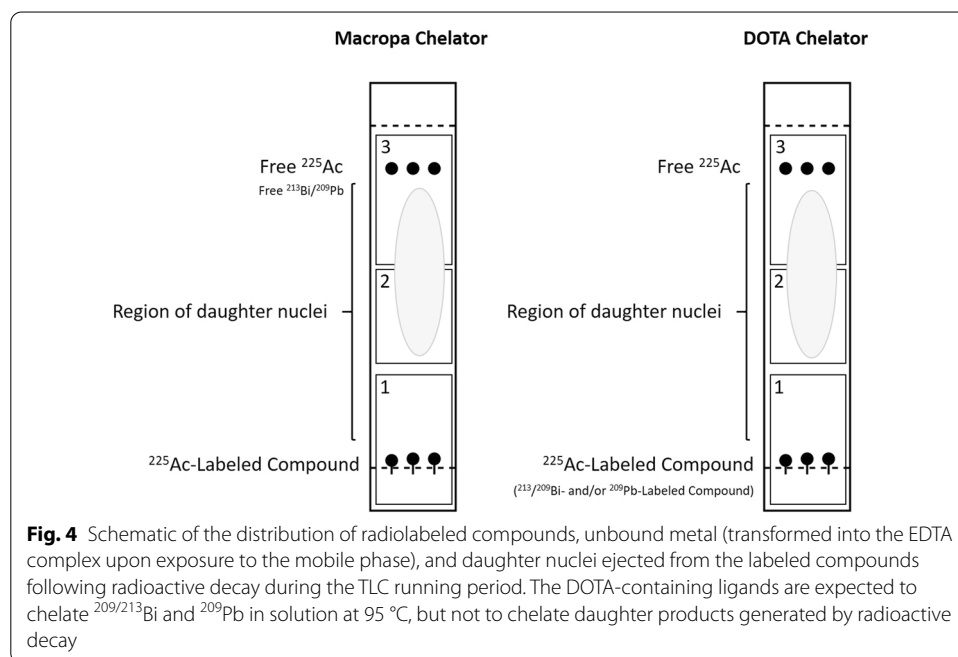 Macropa Chelator
DOTA Chelator
3
Free ²²⁵Ac
Free ²¹³Bi/²⁰⁹Pb
2
Region of daughter nuclei
1
²²⁵Ac-Labeled Compound
3
Free ²²⁵Ac
2
Region of daughter nuclei
1
²²⁵Ac-Labeled Compound
(²¹³/²⁰⁹Bi- and/or ²⁰⁹Pb-Labeled Compound)
Fig. 4 Schematic of the distribution of radiolabeled compounds, unbound metal (transformed into the EDTA
complex upon exposure to the mobile phase), and daughter nuclei ejected from the labeled compounds
following radioactive decay during the TLC running period. The DOTA-containing ligands are expected to
chelate ²⁰⁹/²¹³Bi and ²⁰⁹Pb in solution at 95 °C, but not to chelate daughter products generated by radioactive
decay